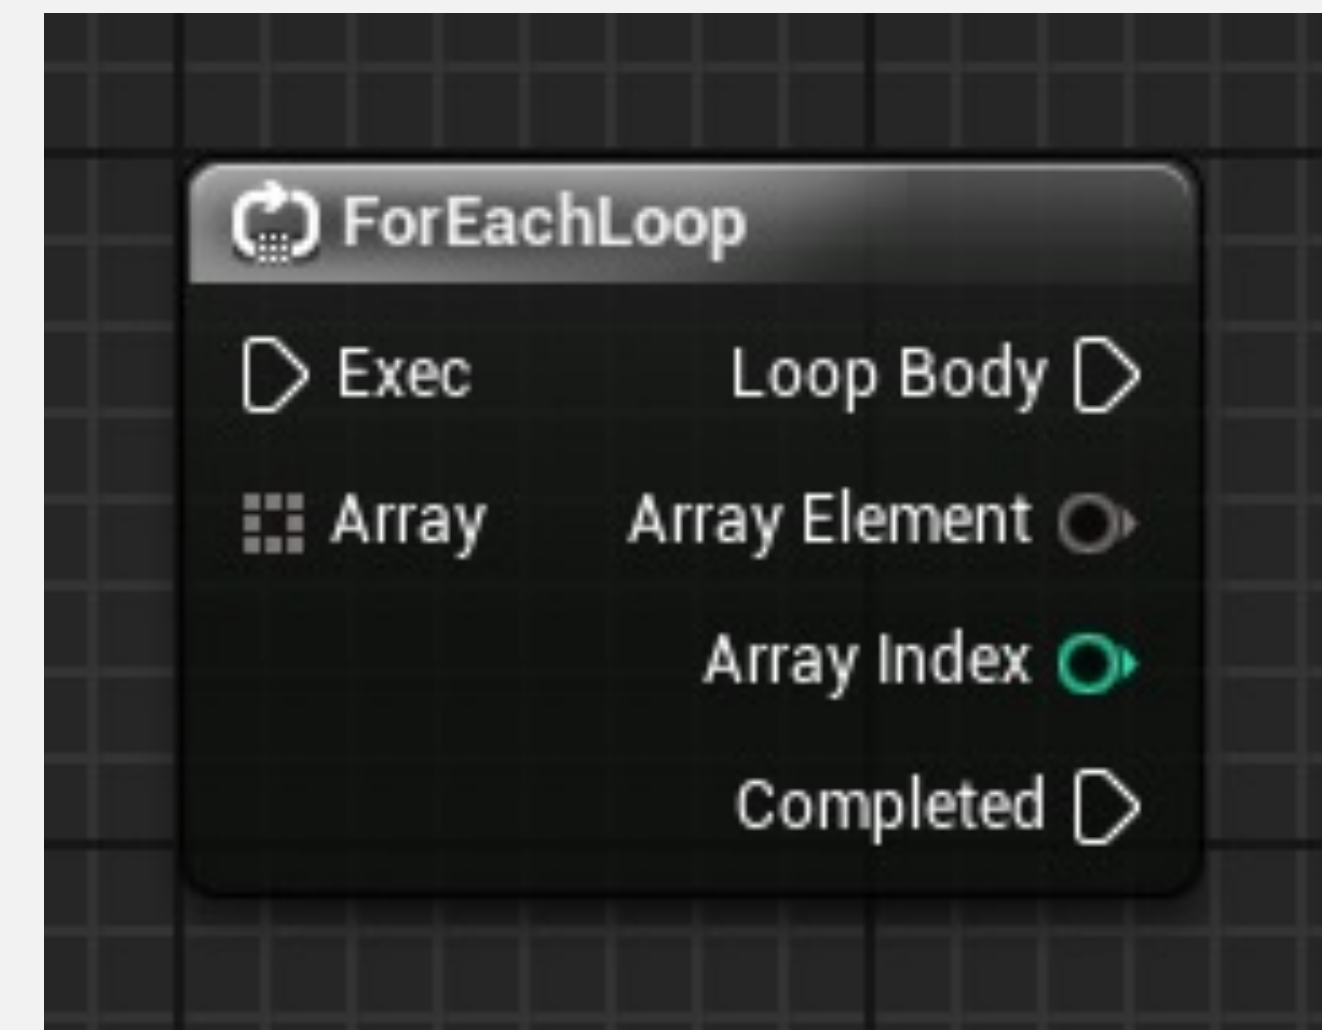 ForEachLoop
Exec
Loop Body
Array
Array Element
Array Index
Completed